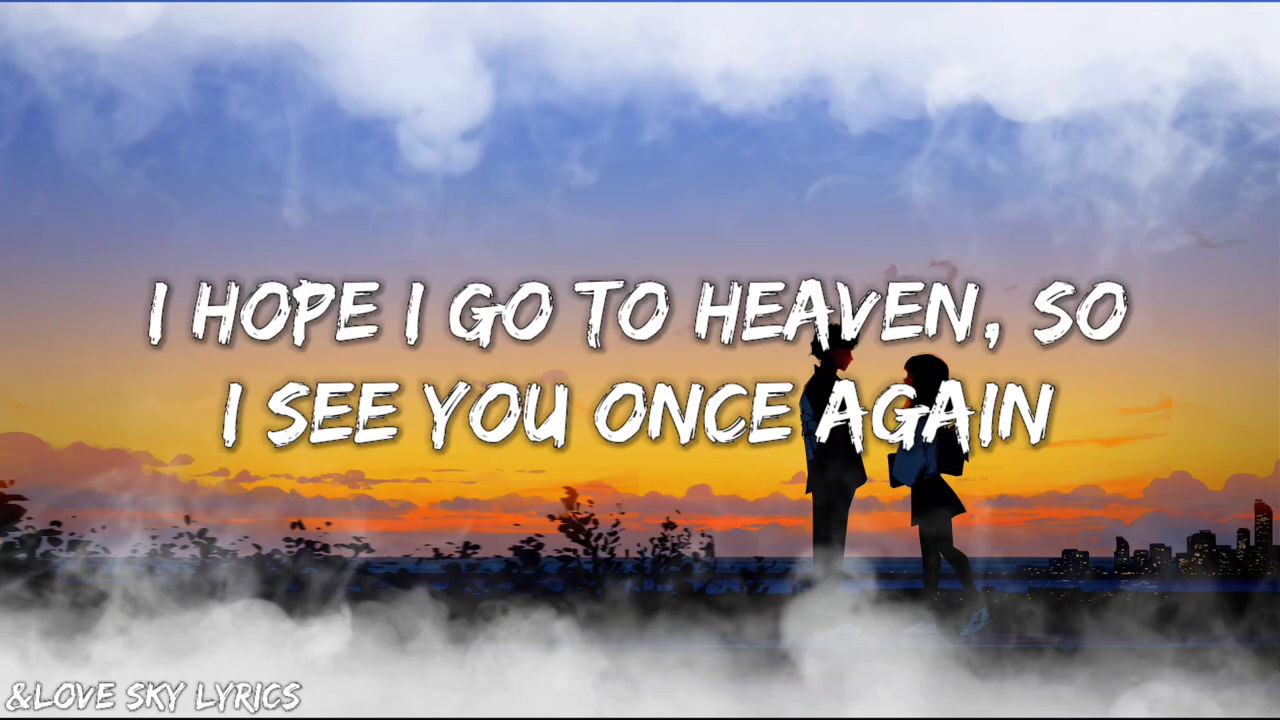 I HOPE I GO TO HEAVEN, SO
I SEE YOU ONCE AGAIN
&LOVE SKY LYRICS